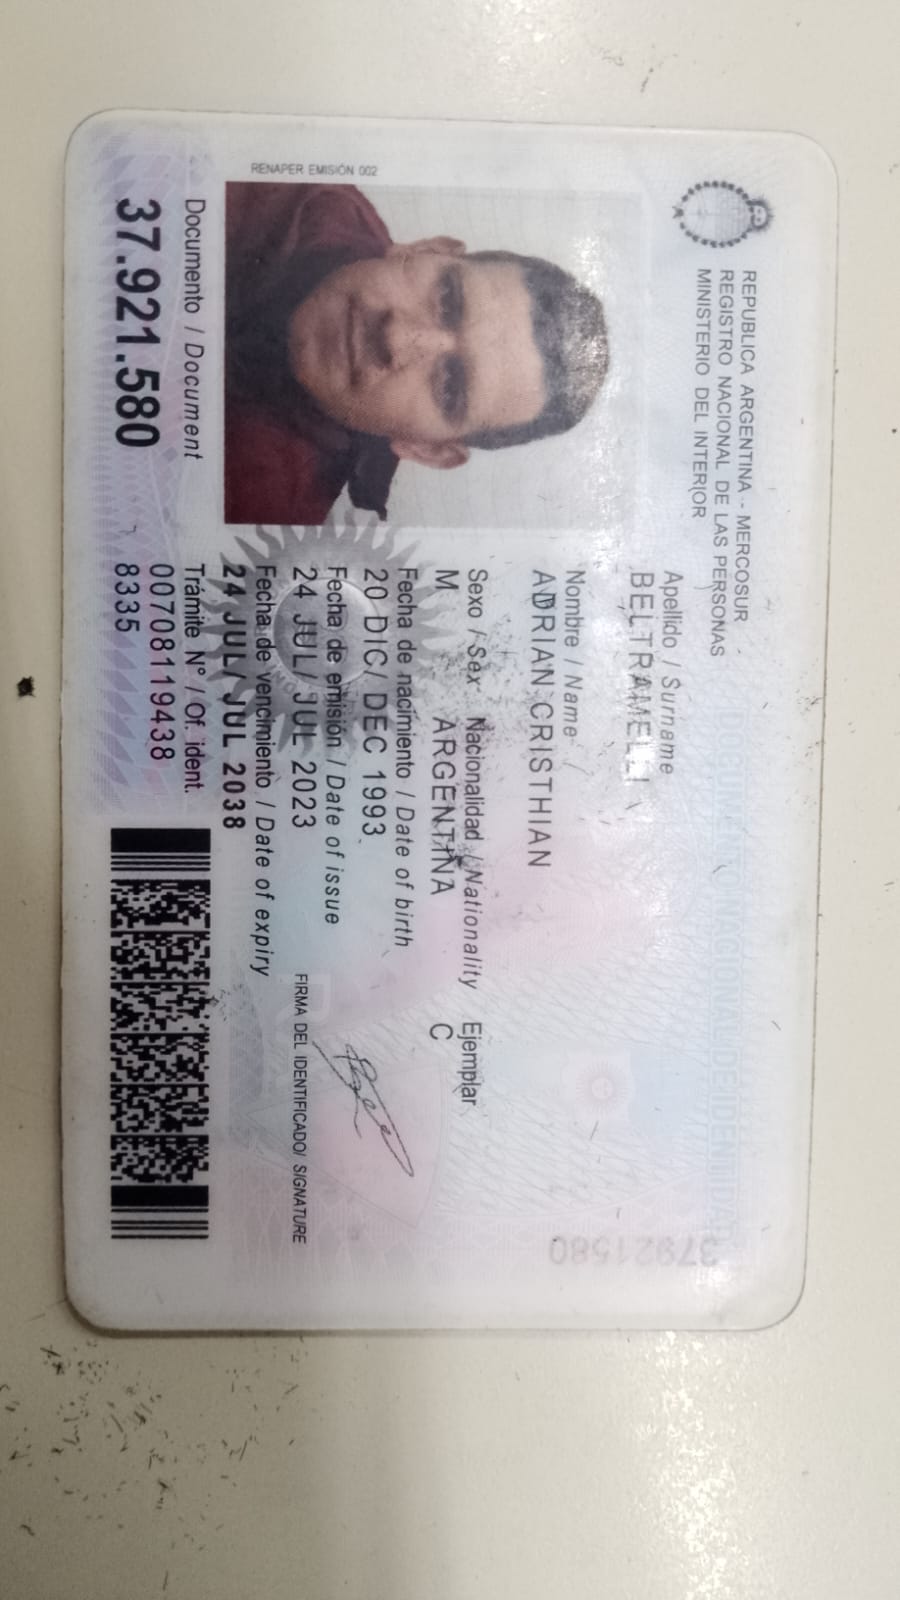 REPUBLICA ARGENTINA - MERCOSUR
REGISTRO NACIONAL DE LAS PERSONAS
MINISTERIO DEL INTERIOR
DOCUMENTO NACIONAL DE IDENTIDAD
Apellido / Surname
BELTRAMELLI
Nombre / Name
ADRIAN CRISTHIAN
Sexo / Sex Nacionalidad / Nationality Ejemplar
M ARGENTINA C
Fecha de nacimiento / Date of birth
20 DIC/ DEC 1993
Fecha de emisión / Date of issue
24 JUL/ JUL 2023
Fecha de vencimiento / Date of expiry
24 JUL/ JUL 2038
FIRMA DEL IDENTIFICADO/ SIGNATURE
RENAPER EMISIÓN 002
Documento / Document
37.921.580
Trámite N° / Of. ident.
00708119438
8335
37921580